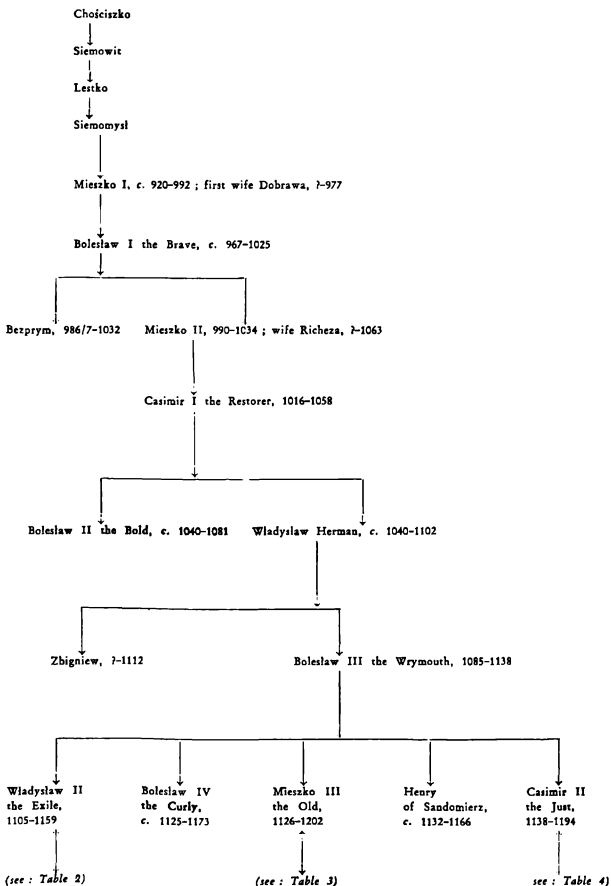 Chościszko
Siemowit
Lestko
Siemomysł
Mieszko I, c. 920–992 ; first wife Dobrawa, ?–977
Bolesław I the Brave, c. 967–1025
Bezprym, 986/7–1032 Mieszko II, 990–1034 ; wife Richeza, ?–1063
Casimir I the Restorer, 1016–1058
Bolesław II the Bold, c. 1040–1081 Władysław Herman, c. 1040–1102
Zbigniew, ?–1112 Bolesław III the Wrymouth, 1085–1138
Władysław II Bolesław IV Mieszko III Henry Casimir II
the Exile, the Curly, the Old, of Sandomierz, the Just,
1105–1159 c. 1125–1173 1126–1202 c. 1132–1166 1138–1194
(see : Table 2) (see : Table 3) see : Table 4)